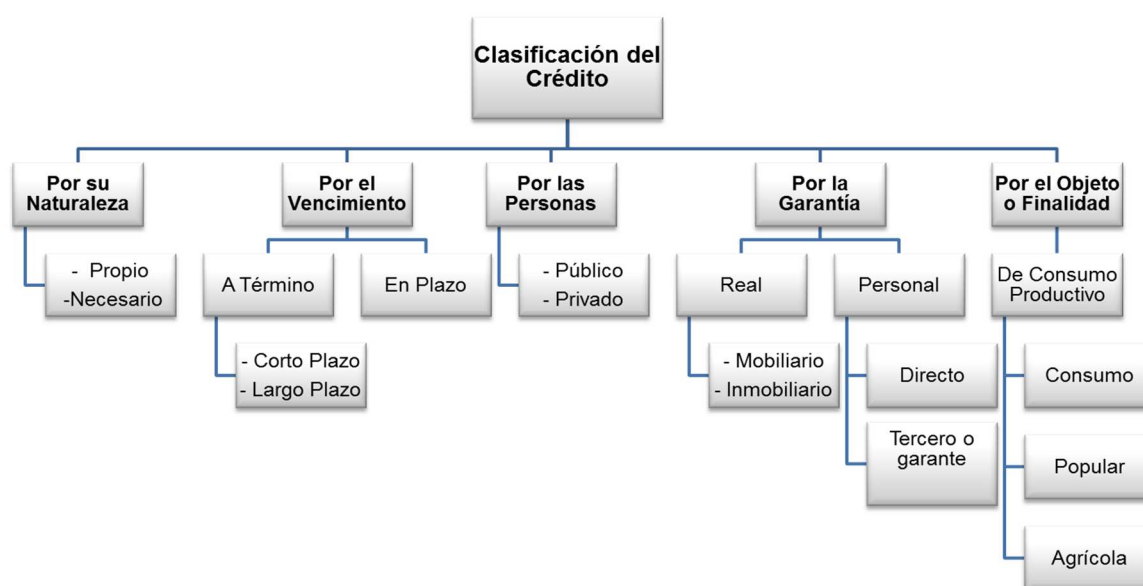 Clasificación del
Crédito
Por su
Naturaleza
- Propio
-Necesario
Por el
Vencimiento
A Término
- Corto Plazo
- Largo Plazo
En Plazo
Por las
Personas
- Público
- Privado
Por la
Garantía
Real
- Mobiliario
- Inmobiliario
Personal
Directo
Tercero o
garante
Por el Objeto
o Finalidad
De Consumo
Productivo
Consumo
Popular
Agrícola